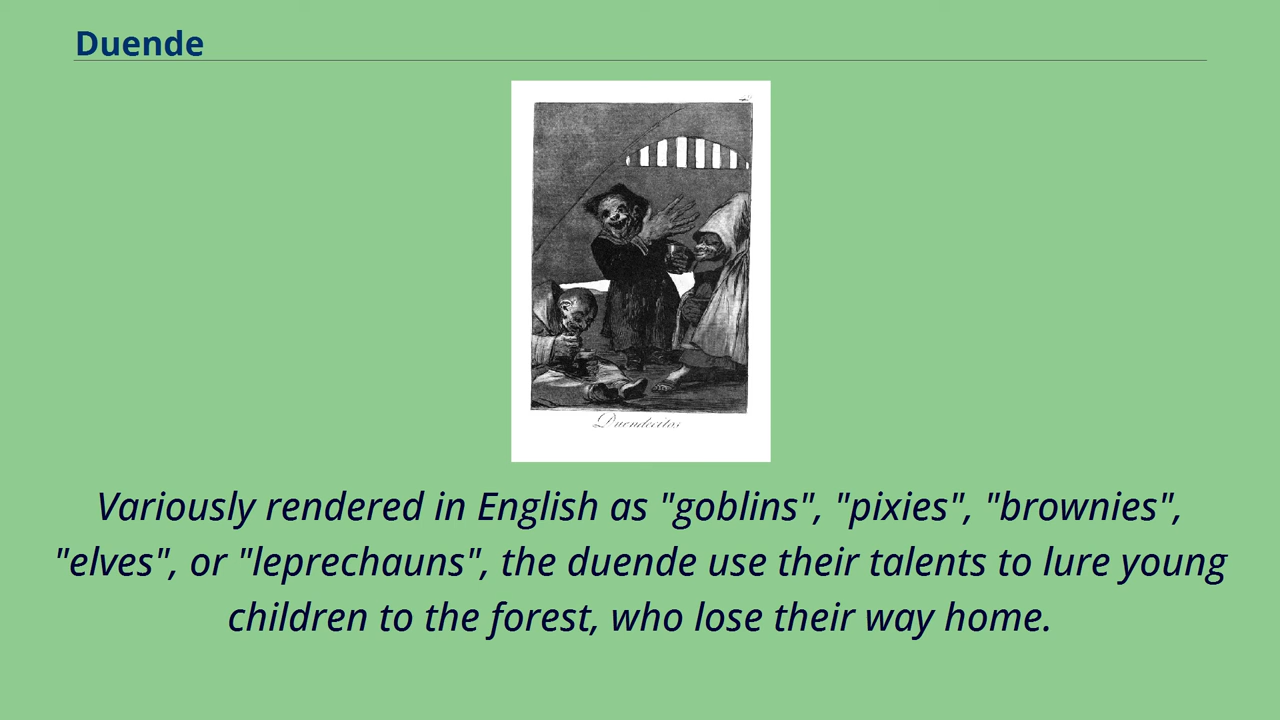 Duende
Duendecitos
Variously rendered in English as "goblins", "pixies", "brownies",
"elves", or "leprechauns", the duende use their talents to lure young
children to the forest, who lose their way home.